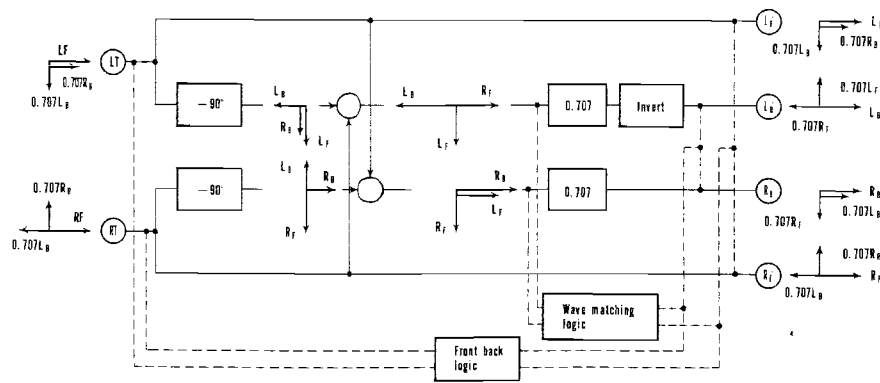 LF
0.707R_B
0.707L_B
LT
-90°
L_B
R_B
L_F
L_B
R_F
L_F
0.707
Invert
L_F
0.707L_B
0.707R_B
L_B
0.707L_F
L_B
0.707R_F
0.707R_B
RF
0.707L_B
RT
-90°
L_B
R_B
R_F
R_B
L_F
R_F
0.707
R_B
0.707R_F
R_B
0.707L_B
R_F
0.707R_B
R_F
0.707L_B
Wave matching
logic
Front back
logic